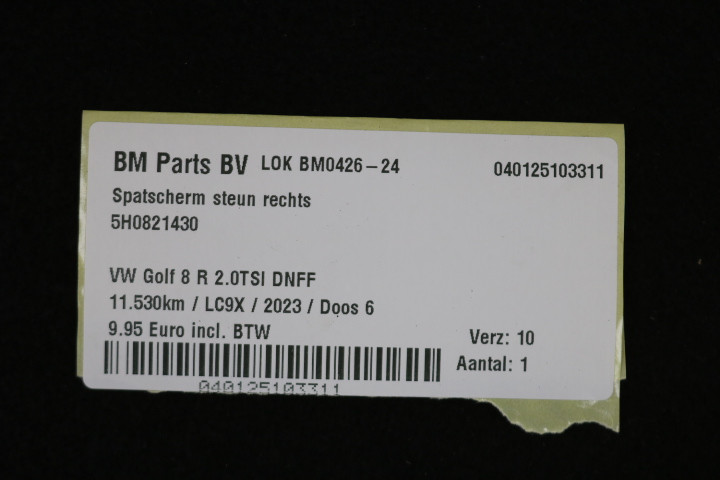 BM Parts BV LOK BM0426-24 040125103311
Spatscherm steun rechts
5H0821430
VW Golf 8 R 2.0TSI DNFF
11.530km / LC9X / 2023 / Doos 6
9.95 Euro incl. BTW
Verz: 10
Aantal: 1
040125103311